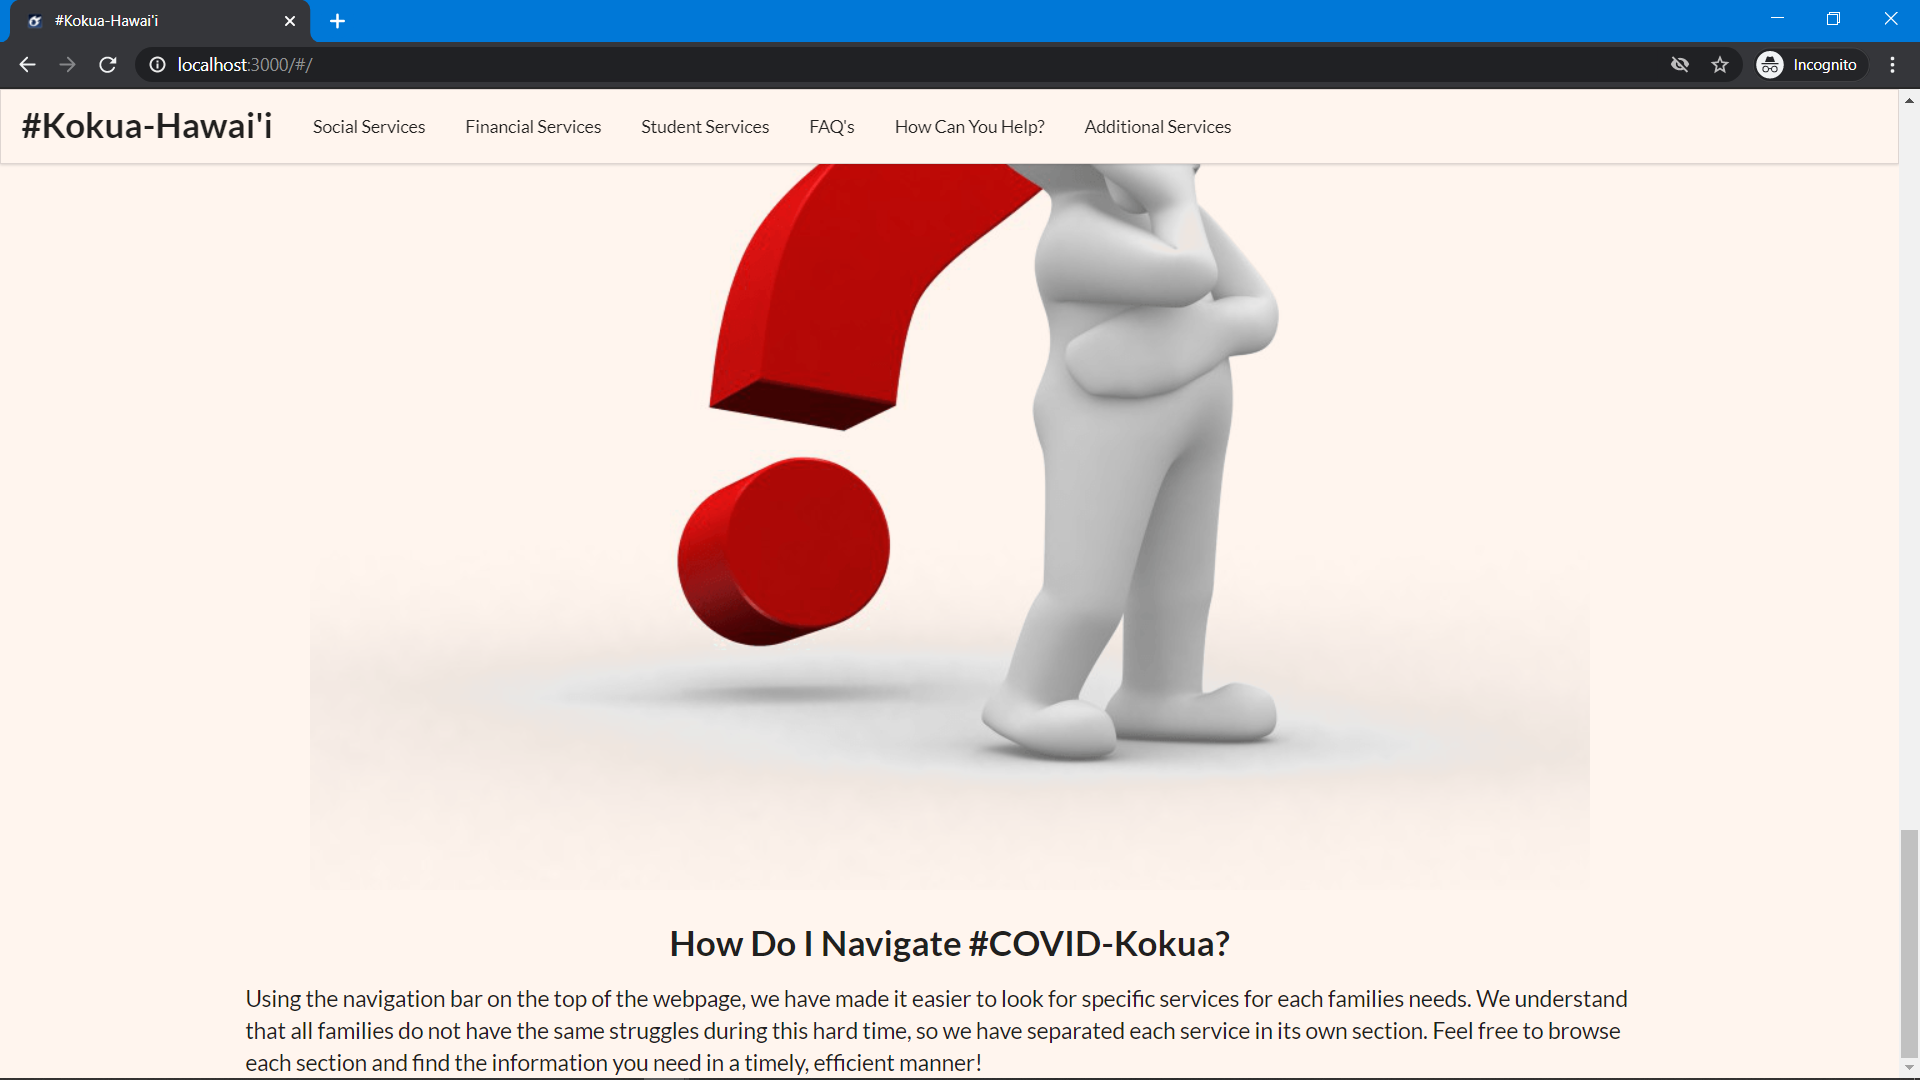 #Kokua-Hawai'i
localhost:3000/#/
Incognito
#Kokua-Hawai'i
Social Services
Financial Services
Student Services
FAQ's
How Can You Help?
Additional Services
How Do I Navigate #COVID-Kokua?
Using the navigation bar on the top of the webpage, we have made it easier to look for specific services for each families needs. We understand
that all families do not have the same struggles during this hard time, so we have separated each service in its own section. Feel free to browse
each section and find the information you need in a timely, efficient manner!